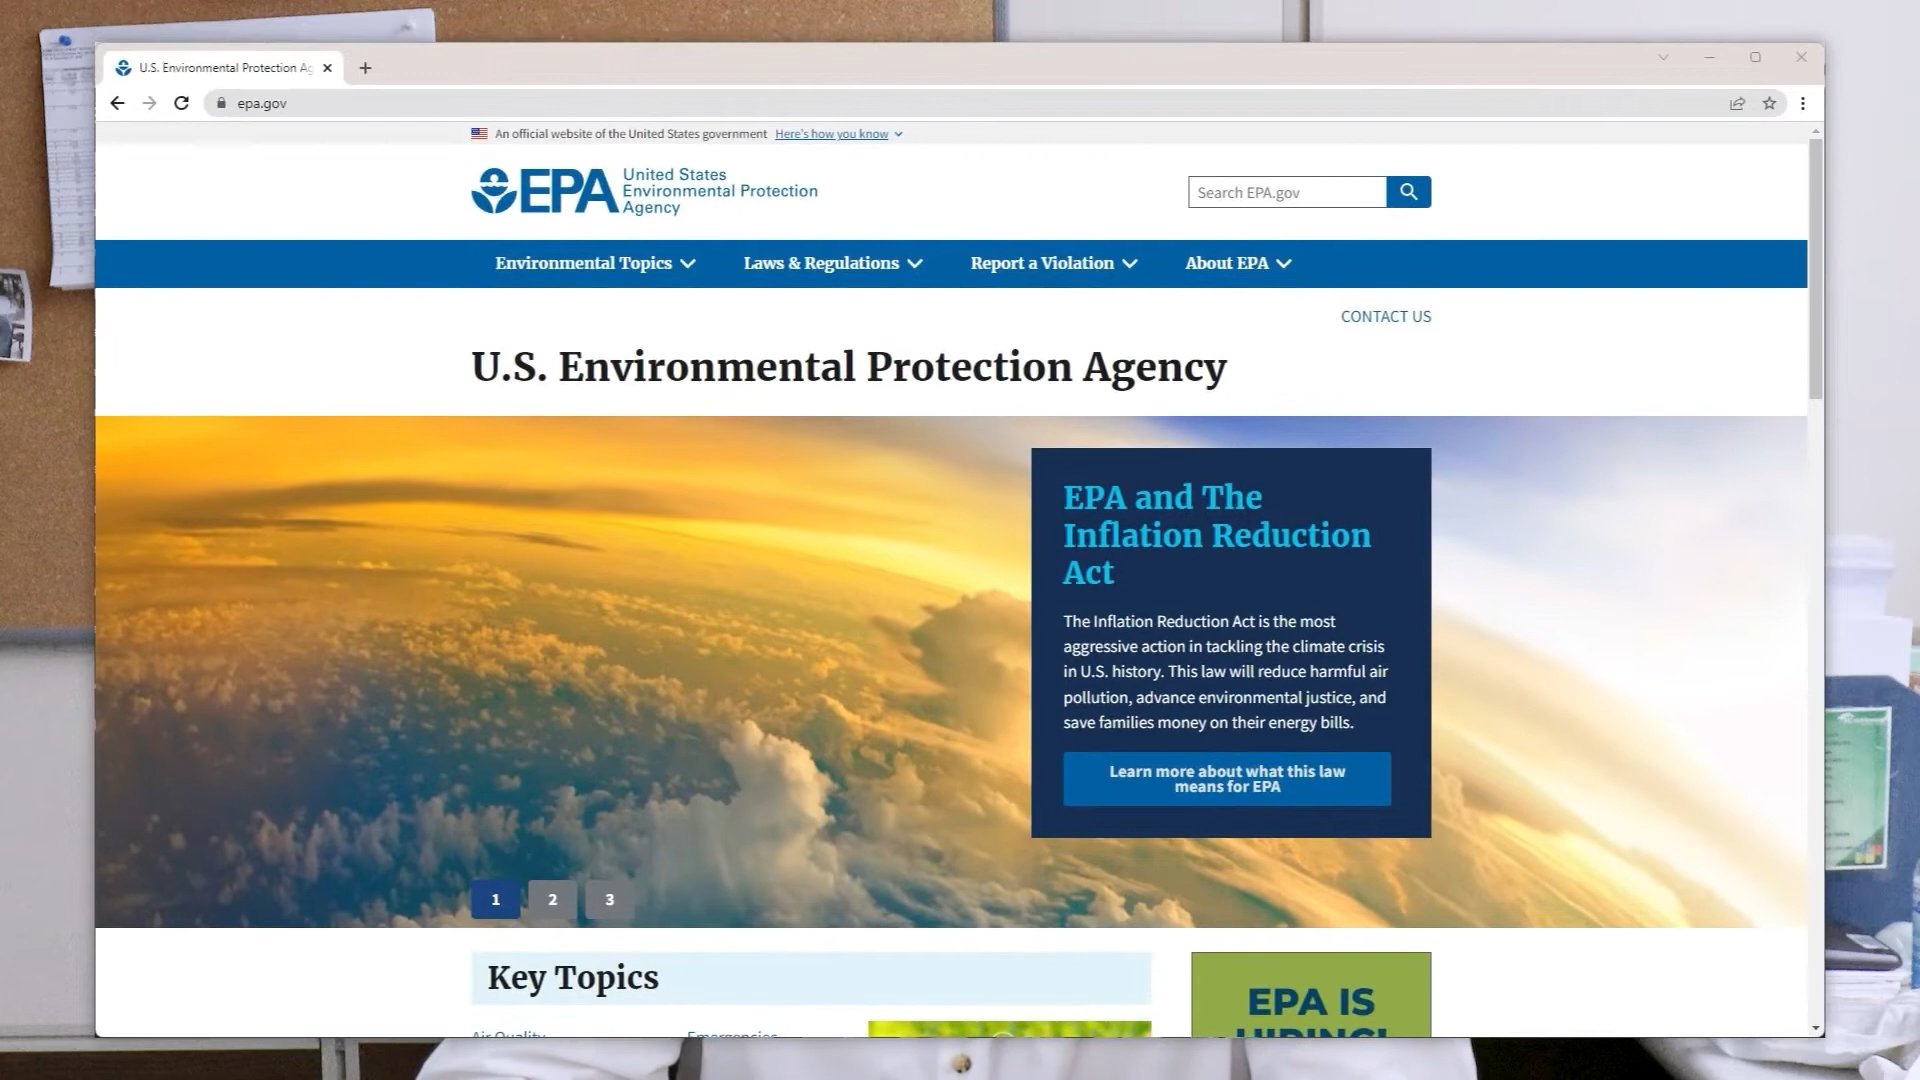 U.S. Environmental Protection Ag
epa.gov
An official website of the United States government Here's how you know
EPA United States
Environmental Protection
Agency
Search EPA.gov
Environmental Topics
Laws & Regulations
Report a Violation
About EPA
CONTACT US
U.S. Environmental Protection Agency
EPA and The
Inflation Reduction
Act
The Inflation Reduction Act is the most
aggressive action in tackling the climate crisis
in U.S. history. This law will reduce harmful air
pollution, advance environmental justice, and
save families money on their energy bills.
Learn more about what this law
means for EPA
1 2 3
Key Topics
Air Quality
Emergencies
EPA IS
HIRING!